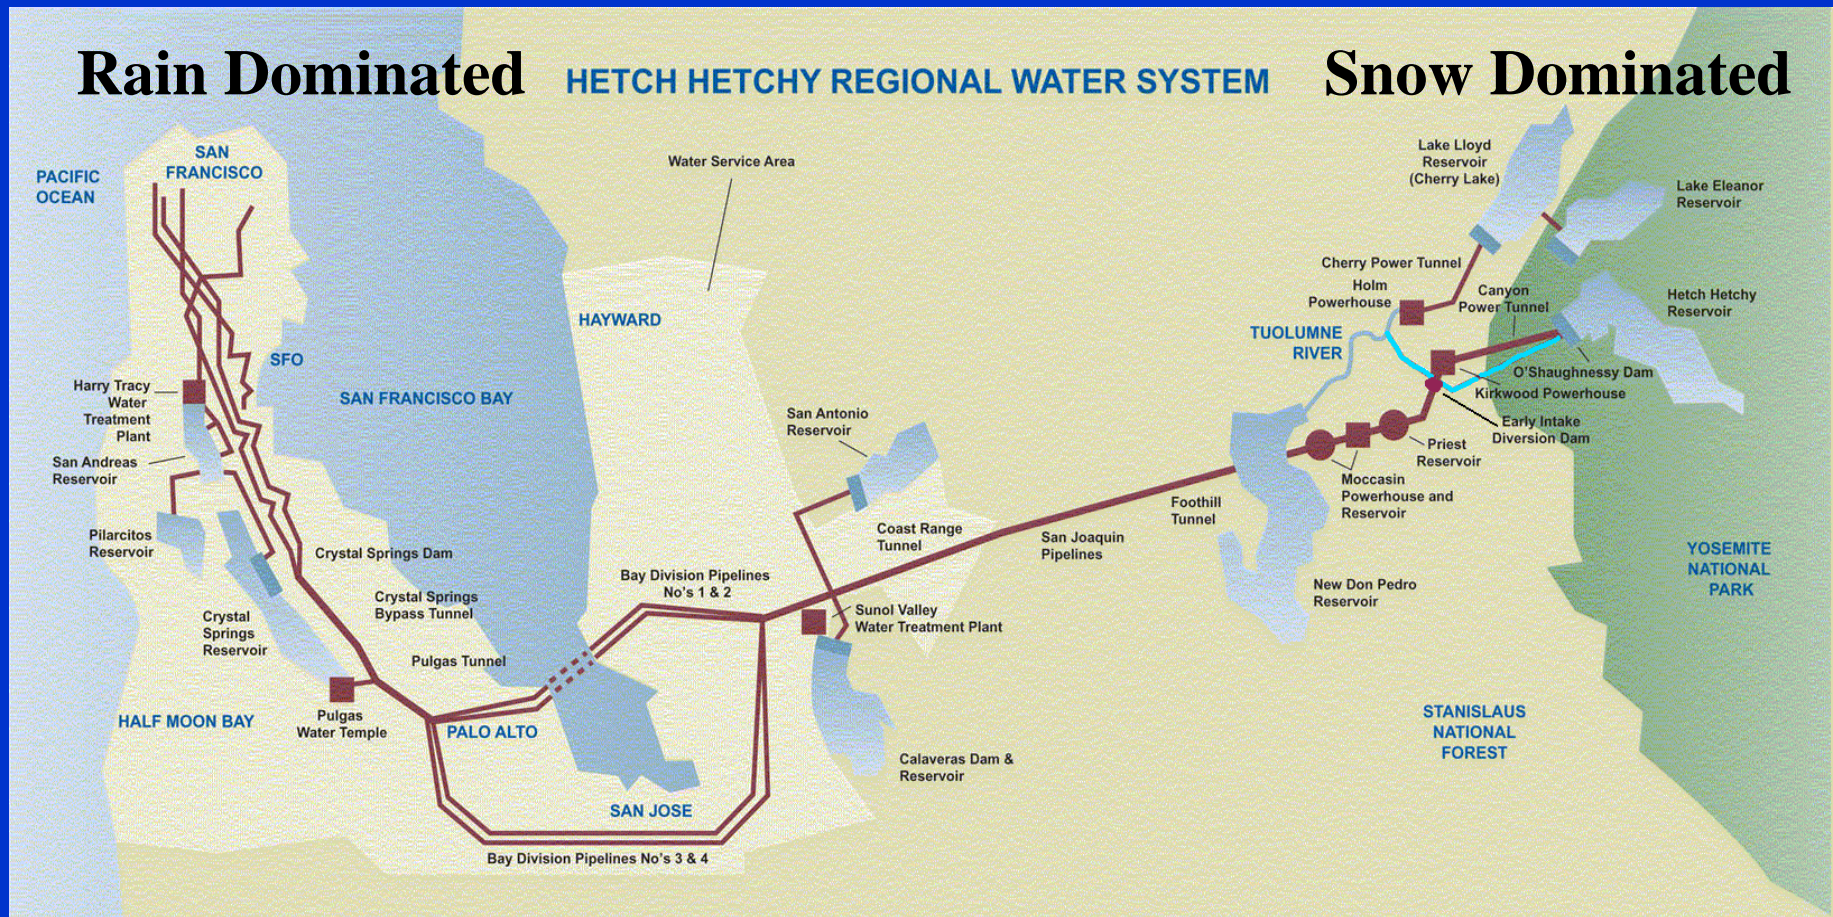 Rain Dominated
HETCH HETCHY REGIONAL WATER SYSTEM
Snow Dominated
PACIFIC
OCEAN
SAN
FRANCISCO
Water Service Area
Lake Lloyd
Reservoir
(Cherry Lake)
Lake Eleanor
Reservoir
Cherry Power Tunnel
Holm
Powerhouse
Canyon
Power Tunnel
Hetch Hetchy
Reservoir
HAYWARD
TUOLUMNE
RIVER
SFO
O'Shaughnessy Dam
Kirkwood Powerhouse
Harry Tracy
Water
Treatment
Plant
SAN FRANCISCO BAY
San Antonio
Reservoir
Early Intake
Diversion Dam
Priest
Reservoir
San Andreas
Reservoir
Moccasin
Powerhouse and
Reservoir
Foothill
Tunnel
Pilarcitos
Reservoir
Crystal Springs Dam
Coast Range
Tunnel
San Joaquin
Pipelines
YOSEMITE
NATIONAL
PARK
Bay Division Pipelines
No's 1 & 2
New Don Pedro
Reservoir
Crystal Springs
Bypass Tunnel
Crystal
Springs
Reservoir
Sunol Valley
Water Treatment Plant
Pulgas Tunnel
HALF MOON BAY
Pulgas
Water Temple
PALO ALTO
STANISLAUS
NATIONAL
FOREST
Calaveras Dam &
Reservoir
SAN JOSE
Bay Division Pipelines No's 3 & 4